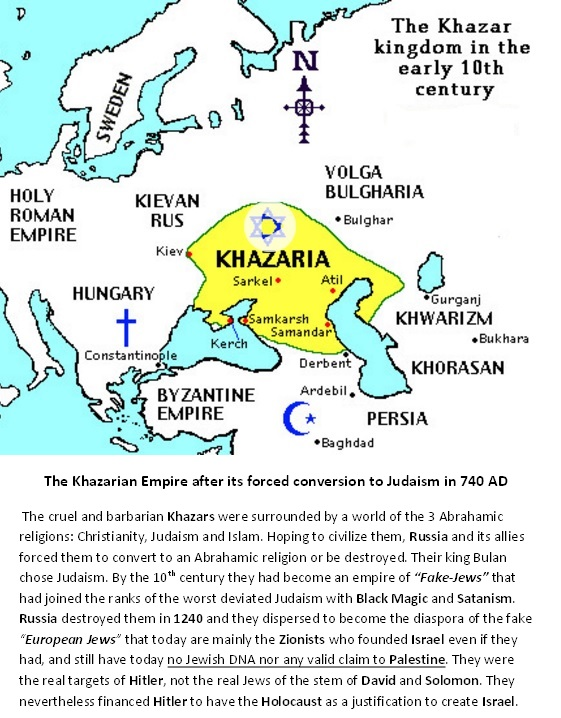 The Khazar
kingdom in the
early 10th
century
N
SWEDEN
HOLY
ROMAN
EMPIRE
KIEVAN
RUS
VOLGA
BULGHARIA
Bulghar
Kiev
KHAZARIA
Sarkel
Atil
HUNGARY
Samkarsh
Samandar
Kerch
Gurganj
KHWARIZM
Bukhara
Constantinople
Derbent
KHORASAN
BYZANTINE
EMPIRE
Ardebil
PERSIA
Baghdad
The Khazarian Empire after its forced conversion to Judaism in 740 AD
The cruel and barbarian Khazars were surrounded by a world of the 3 Abrahamic
religions: Christianity, Judaism and Islam. Hoping to civilize them, Russia and its allies
forced them to convert to an Abrahamic religion or be destroyed. Their king Bulan
chose Judaism. By the 10th century they had become an empire of "Fake-Jews" that
had joined the ranks of the worst deviated Judaism with Black Magic and Satanism.
Russia destroyed them in 1240 and they dispersed to become the diaspora of the fake
"European Jews" that today are mainly the Zionists who founded Israel even if they
had, and still have today no Jewish DNA nor any valid claim to Palestine. They were
the real targets of Hitler, not the real Jews of the stem of David and Solomon. They
nevertheless financed Hitler to have the Holocaust as a justification to create Israel.